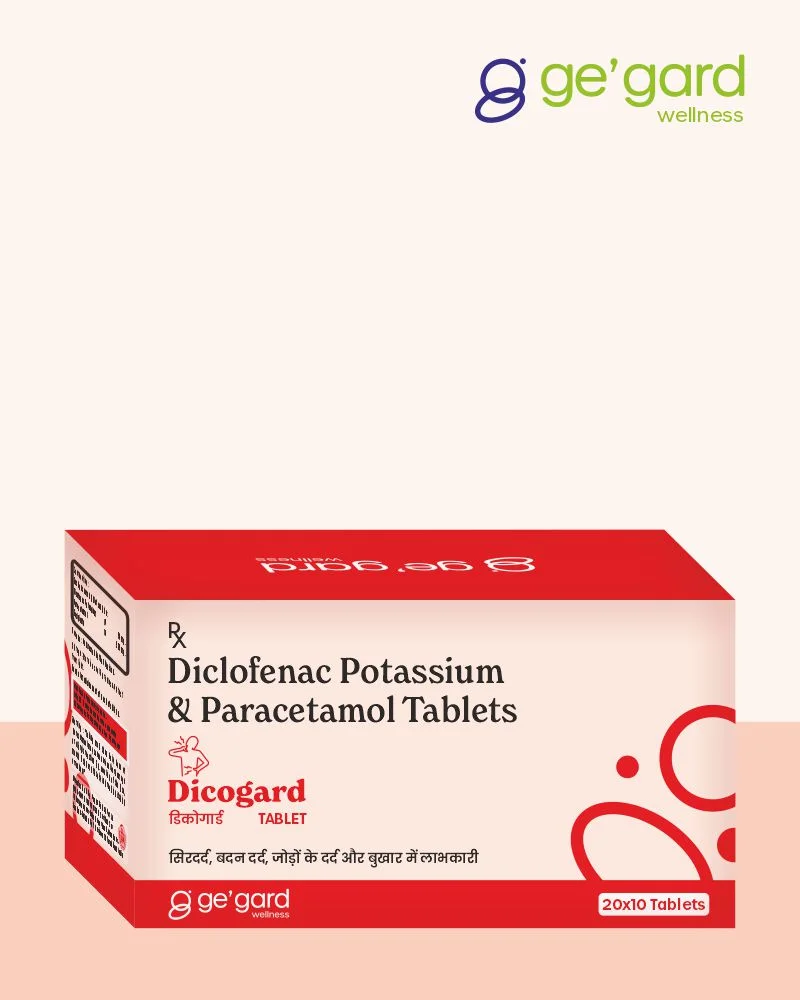 ge’gard
wellness
ge’gard
wellness
Rx
Diclofenac Potassium
& Paracetamol Tablets
Dicogard
डिकोगार्ड TABLET
सिरदर्द, बदन दर्द, जोड़ों के दर्द और बुखार में लाभकारी
ge’gard
wellness
20x10 Tablets